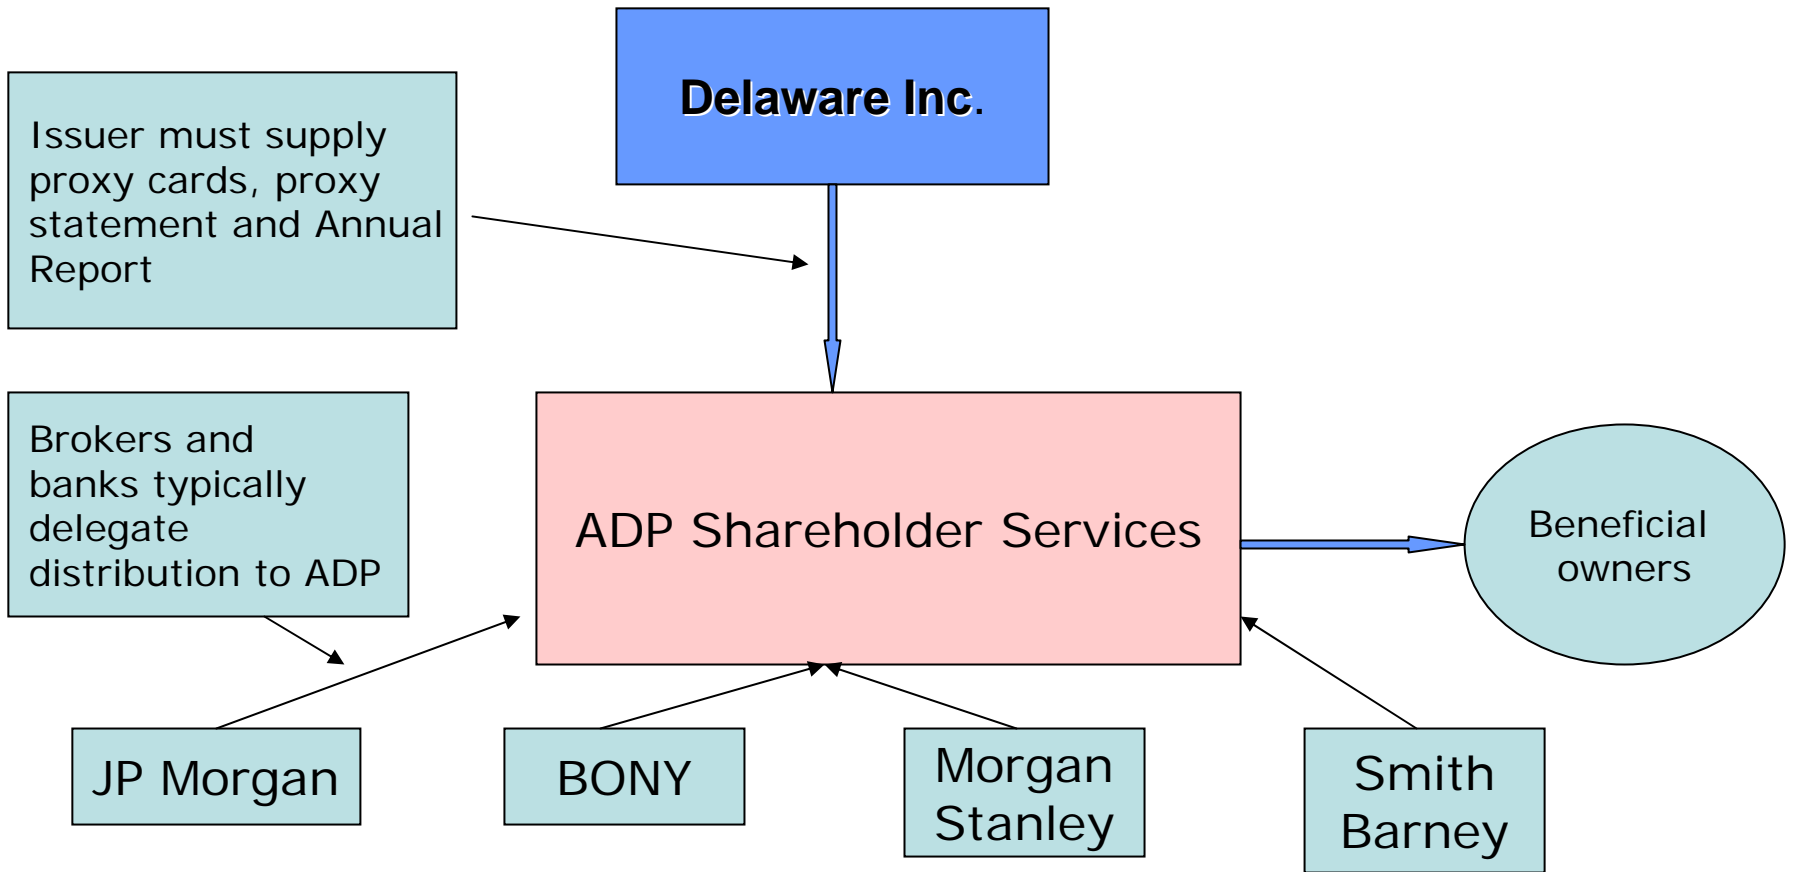 Delaware Inc.
Issuer must supply
proxy cards, proxy
statement and Annual
Report
Brokers and
banks typically
delegate
distribution to ADP
ADP Shareholder Services
Beneficial
owners
JP Morgan
BONY
Morgan
Stanley
Smith
Barney